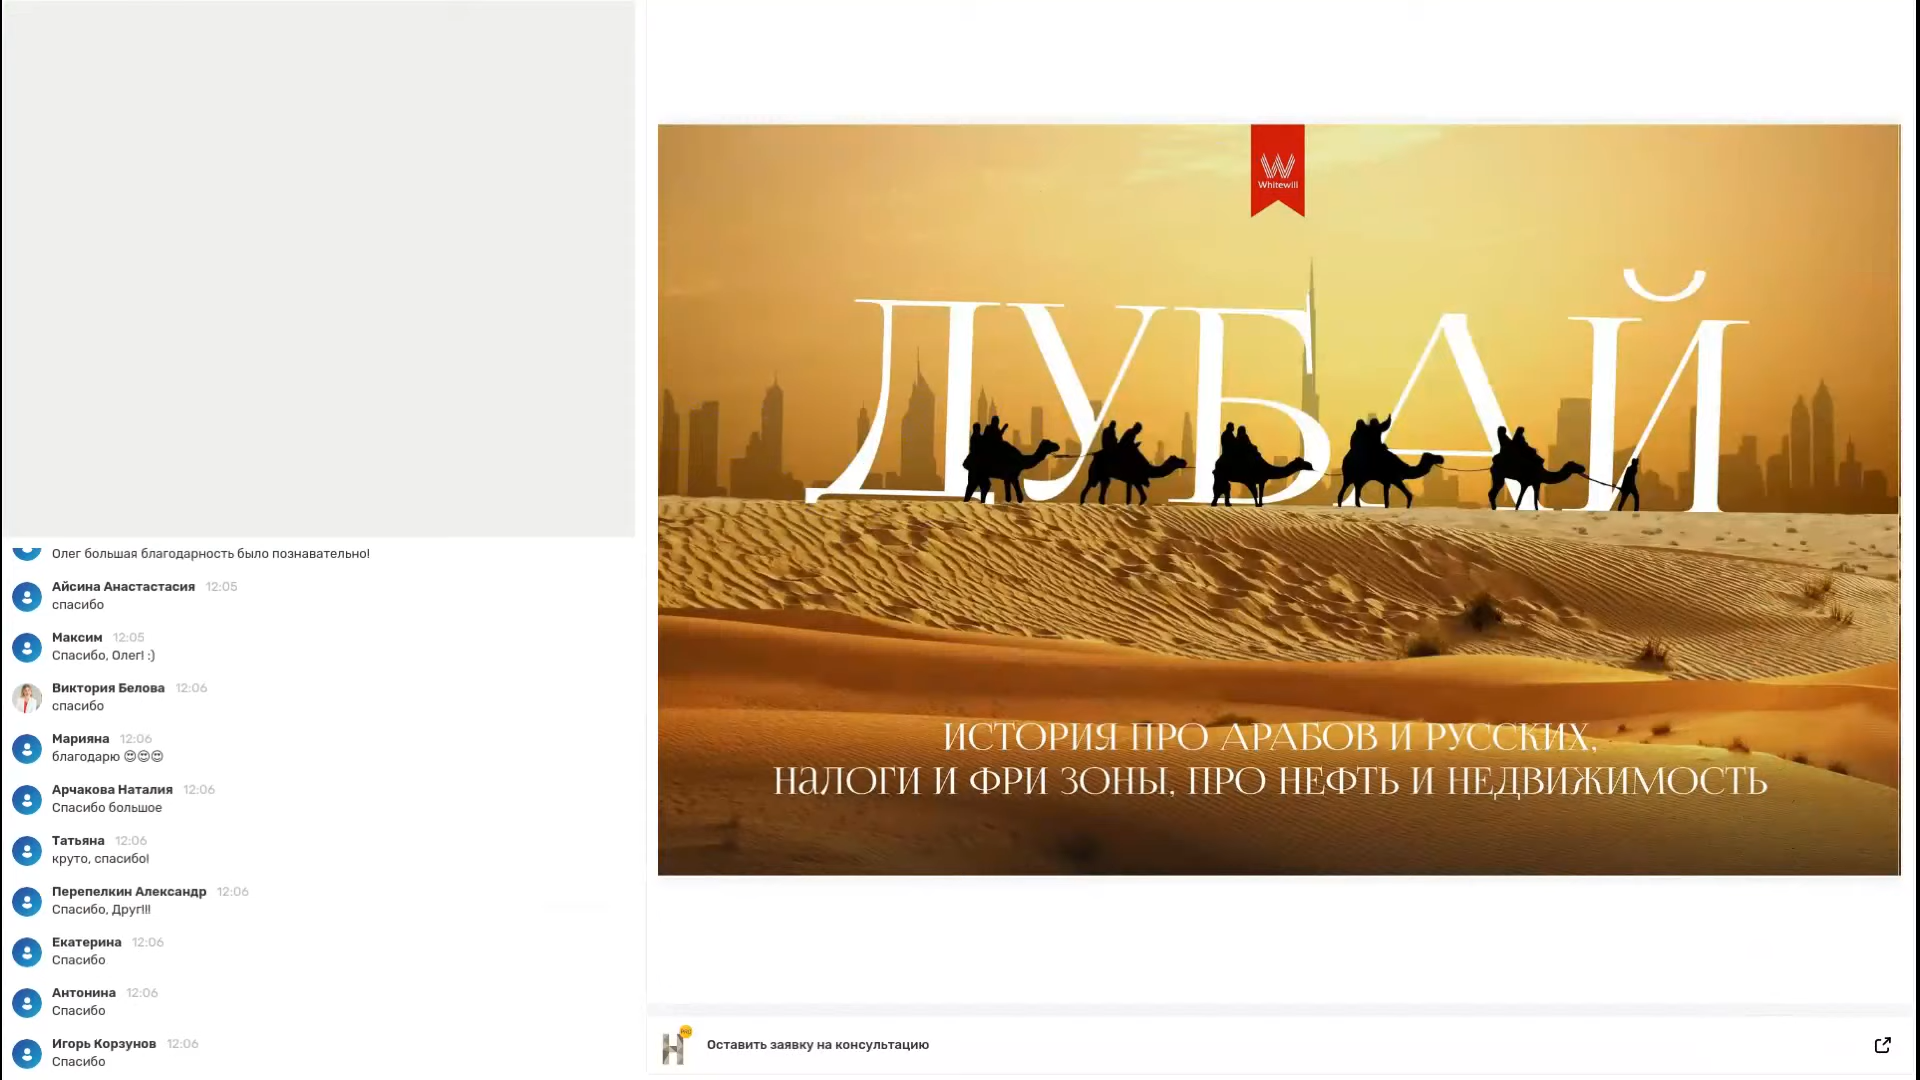 Олег большая благодарность было познавательно!
Айсина Анастастасия 12:05
спасибо
Максим 12:05
Спасибо, Олег! :)
Виктория Белова 12:06
спасибо
Марияна 12:06
благодарю 😍😍😍
Арчакова Наталия 12:06
Спасибо большое
Татьяна 12:06
круто, спасибо!
Перепелкин Александр 12:06
Спасибо, Друг!!!
Екатерина 12:06
Спасибо
Антонина 12:06
Спасибо
Игорь Корзунов 12:06
Спасибо
W
Whitewill
ДУБАЙ
ИСТОРИЯ ПРО АРАБОВ И РУССКИХ,
НАЛОГИ И ФРИ ЗОНЫ, ПРО НЕФТЬ И НЕДВИЖИМОСТЬ
H
Оставить заявку на консультацию